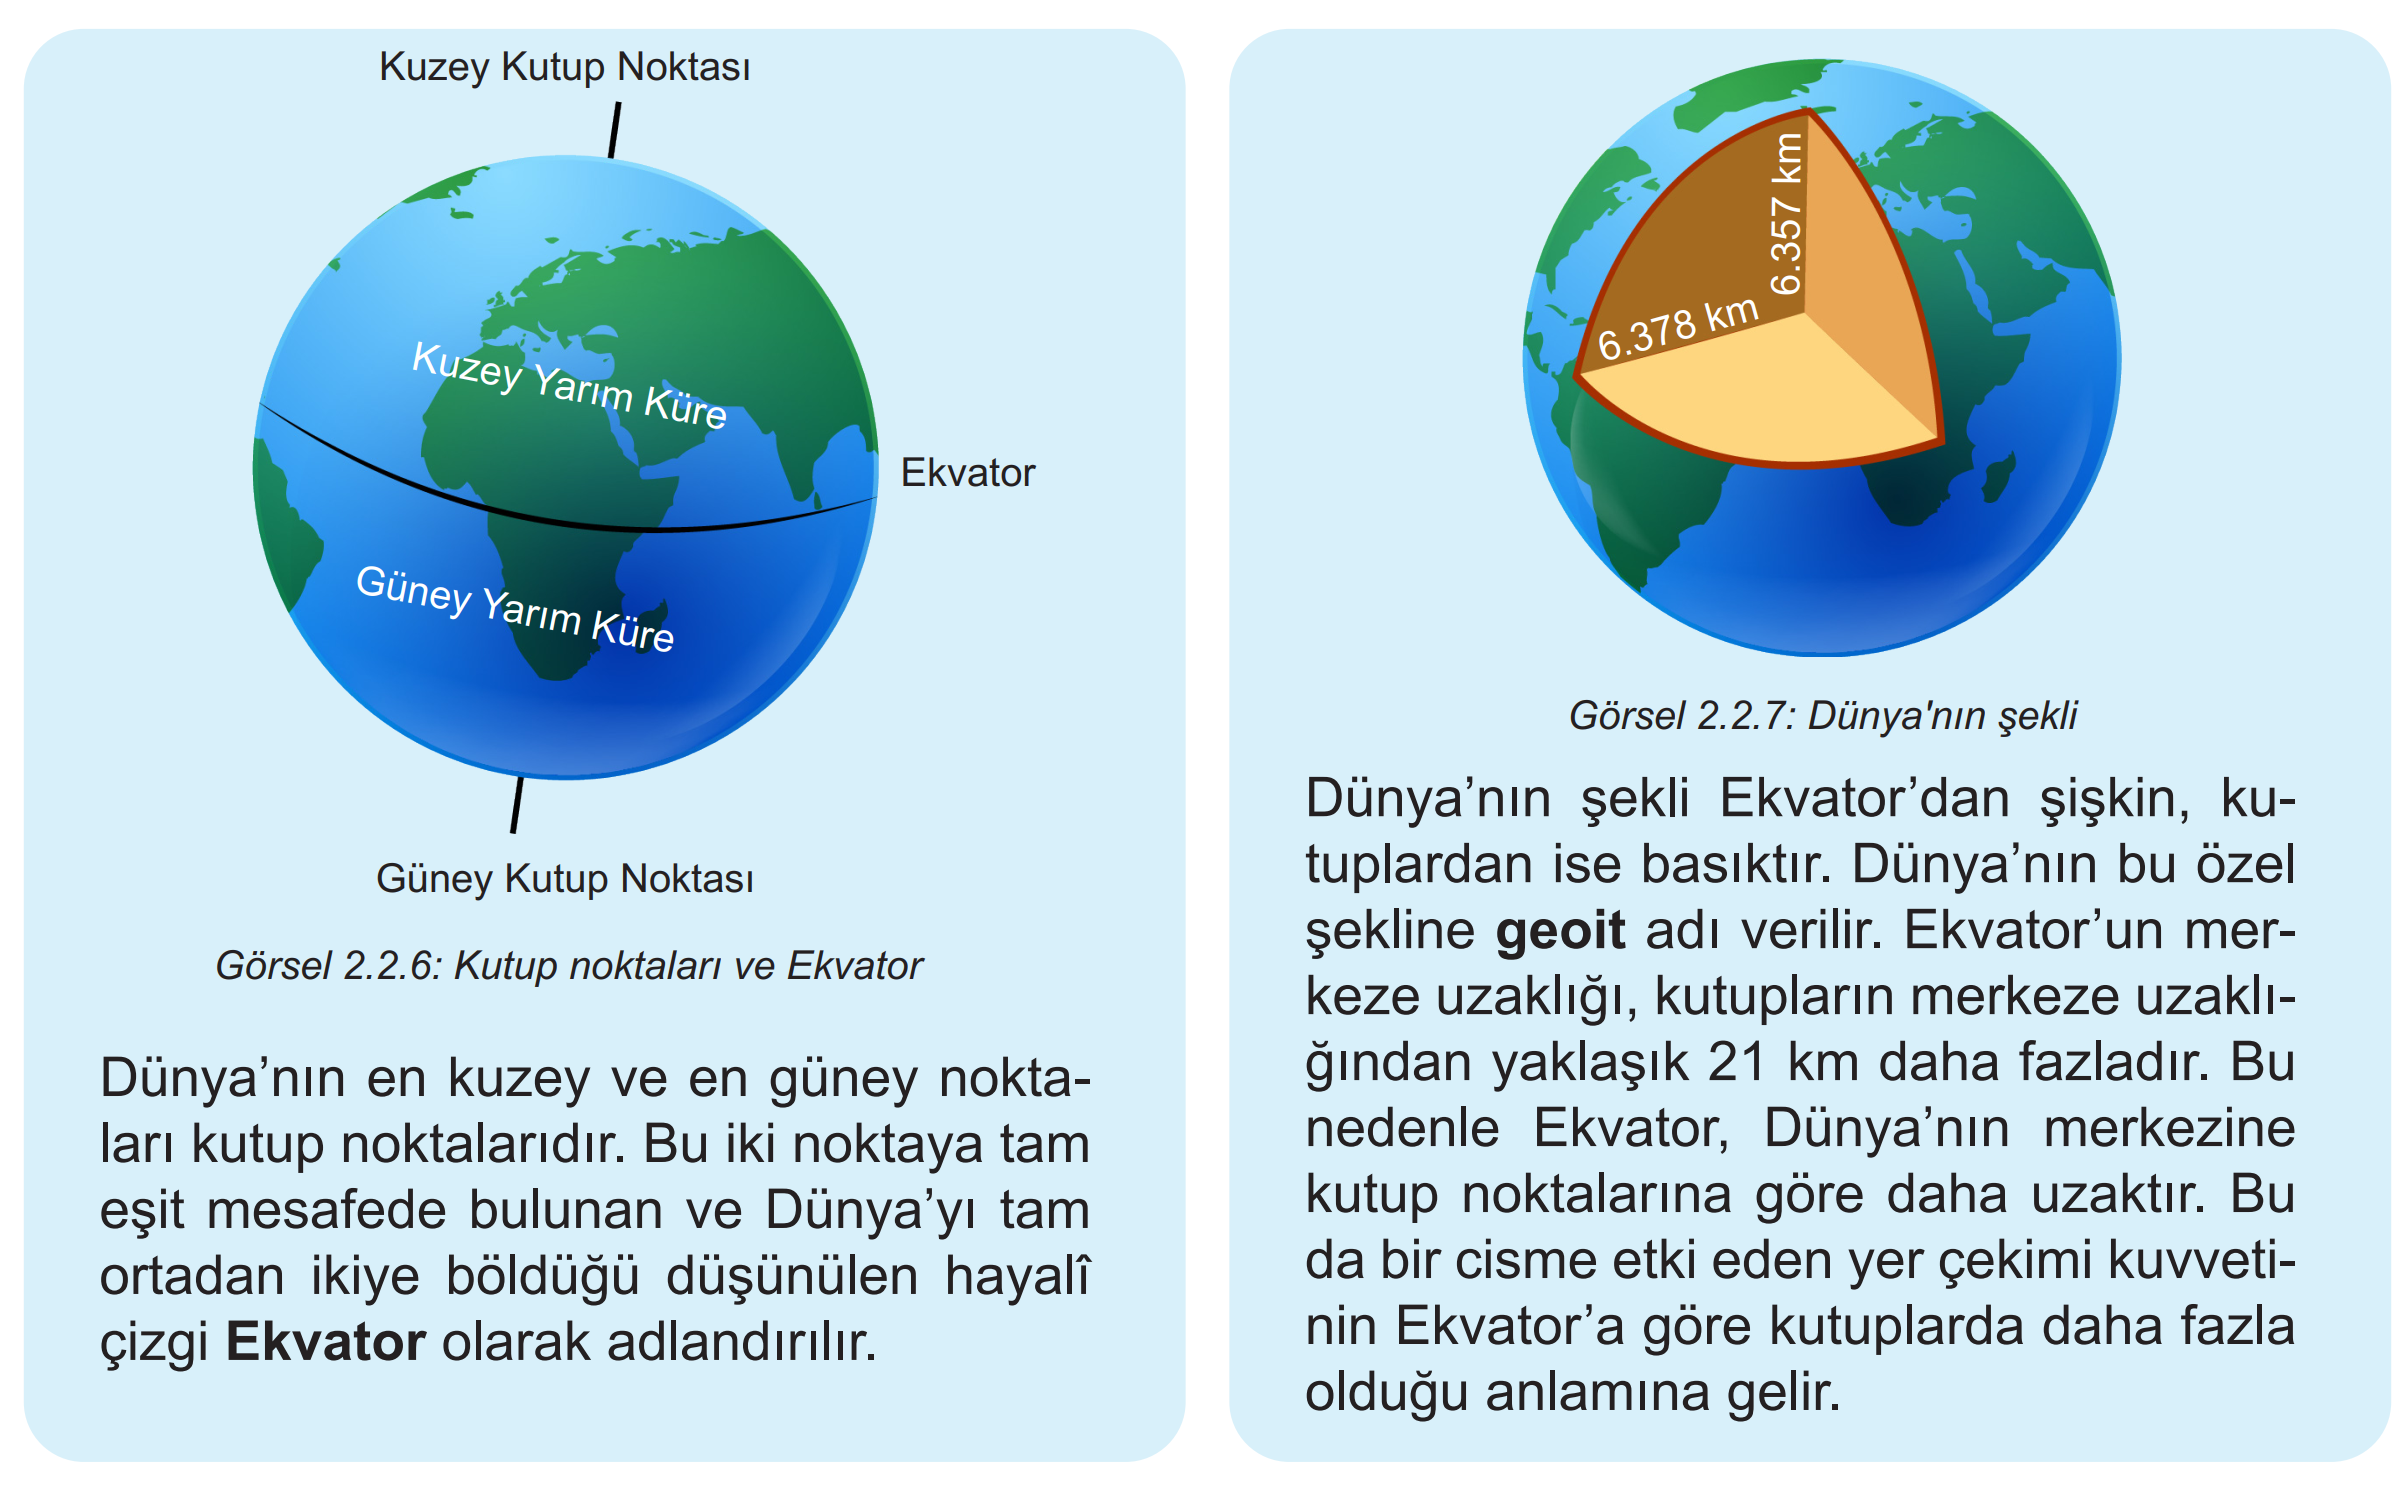 Kuzey Kutup Noktası
Kuzey Yarım Küre
Ekvator
Güney Yarım Küre
Güney Kutup Noktası
Görsel 2.2.6: Kutup noktaları ve Ekvator
Dünya’nın en kuzey ve en güney nokta-
ları kutup noktalarıdır. Bu iki noktaya tam
eşit mesafede bulunan ve Dünya’yı tam
ortadan ikiye böldüğü düşünülen hayalî
çizgi Ekvator olarak adlandırılır.
6.357 km
6.378 km
Görsel 2.2.7: Dünya'nın şekli
Dünya’nın şekli Ekvator’dan şişkin, ku-
tuplardan ise basıktır. Dünya’nın bu özel
şekline geoit adı verilir. Ekvator’un mer-
keze uzaklığı, kutupların merkeze uzaklı-
ğından yaklaşık 21 km daha fazladır. Bu
nedenle Ekvator, Dünya’nın merkezine
kutup noktalarına göre daha uzaktır. Bu
da bir cisme etki eden yer çekimi kuvveti-
nin Ekvator’a göre kutuplarda daha fazla
olduğu anlamına gelir.